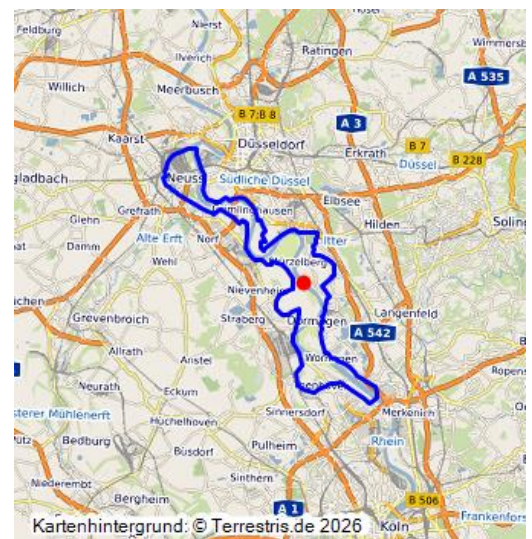 Feldburg
Nierst
Ratingen
Wimmersb
Ilverich
A 535
Willich
Meerbusch
B 7;B 8
A 3
B 7
Kaarst
Düsseldorf
Erkrath
Düssel
B 228
gladbach
Neuss
Südliche Düssel
Grefrath
Elbsee
Soling
Glehn
Alte Erft
Norf
Itter
Hilden
Damm
Wehl
Wurzelberg
ichen
Nievenheim
Grevenbroich
Straberg
Dormagen
Langenfeld
Allrath
Anstel
A 542
Worringen
Neurath
Eckum
Ropens
sterer Mühlenerft
Sinnersdorf
Merkenich
Hüchelhoven
Rhein
Bedburg
Büsdorf
Pulheim
Niederembt
Sinthern
B 506
Bergheim
A 1
Frankenfors
Köln
Kartenhintergrund: © Terrestris.de 2026